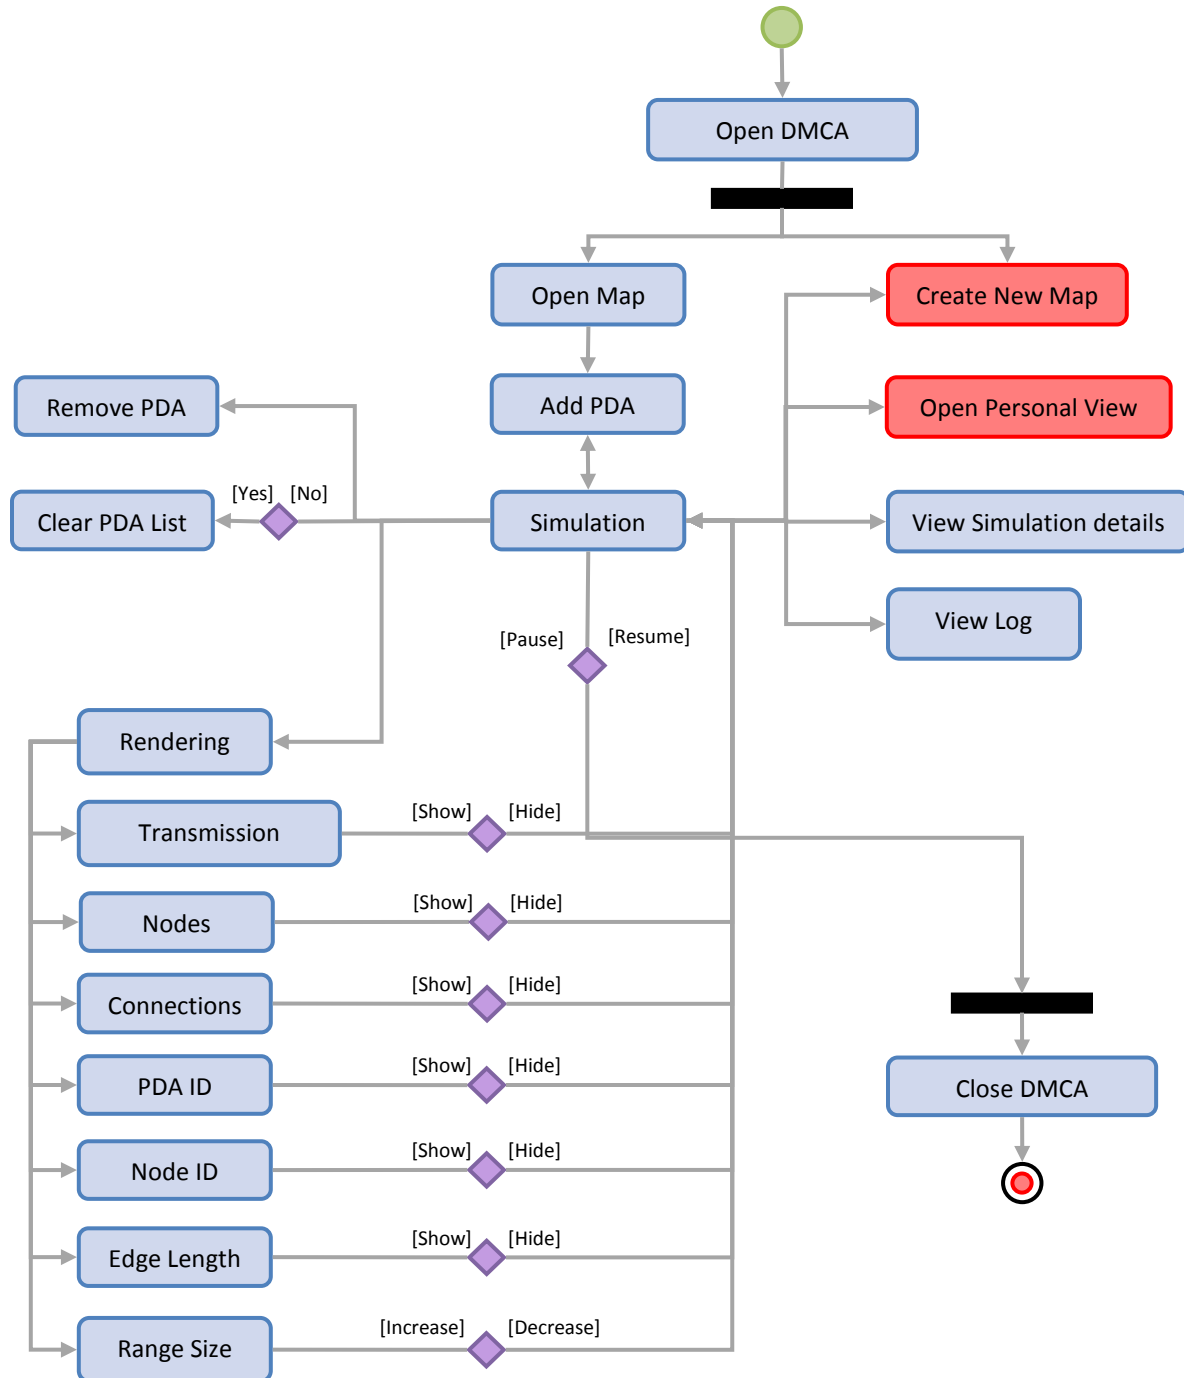 Open DMCA
Open Map
Create New Map
Remove PDA
Add PDA
Open Personal View
Clear PDA List
[Yes] [No]
Simulation
View Simulation details
View Log
[Pause] [Resume]
Rendering
Transmission
[Show] [Hide]
Nodes
[Show] [Hide]
Connections
[Show] [Hide]
PDA ID
[Show] [Hide]
Close DMCA
Node ID
[Show] [Hide]
Edge Length
[Show] [Hide]
Range Size
[Increase] [Decrease]